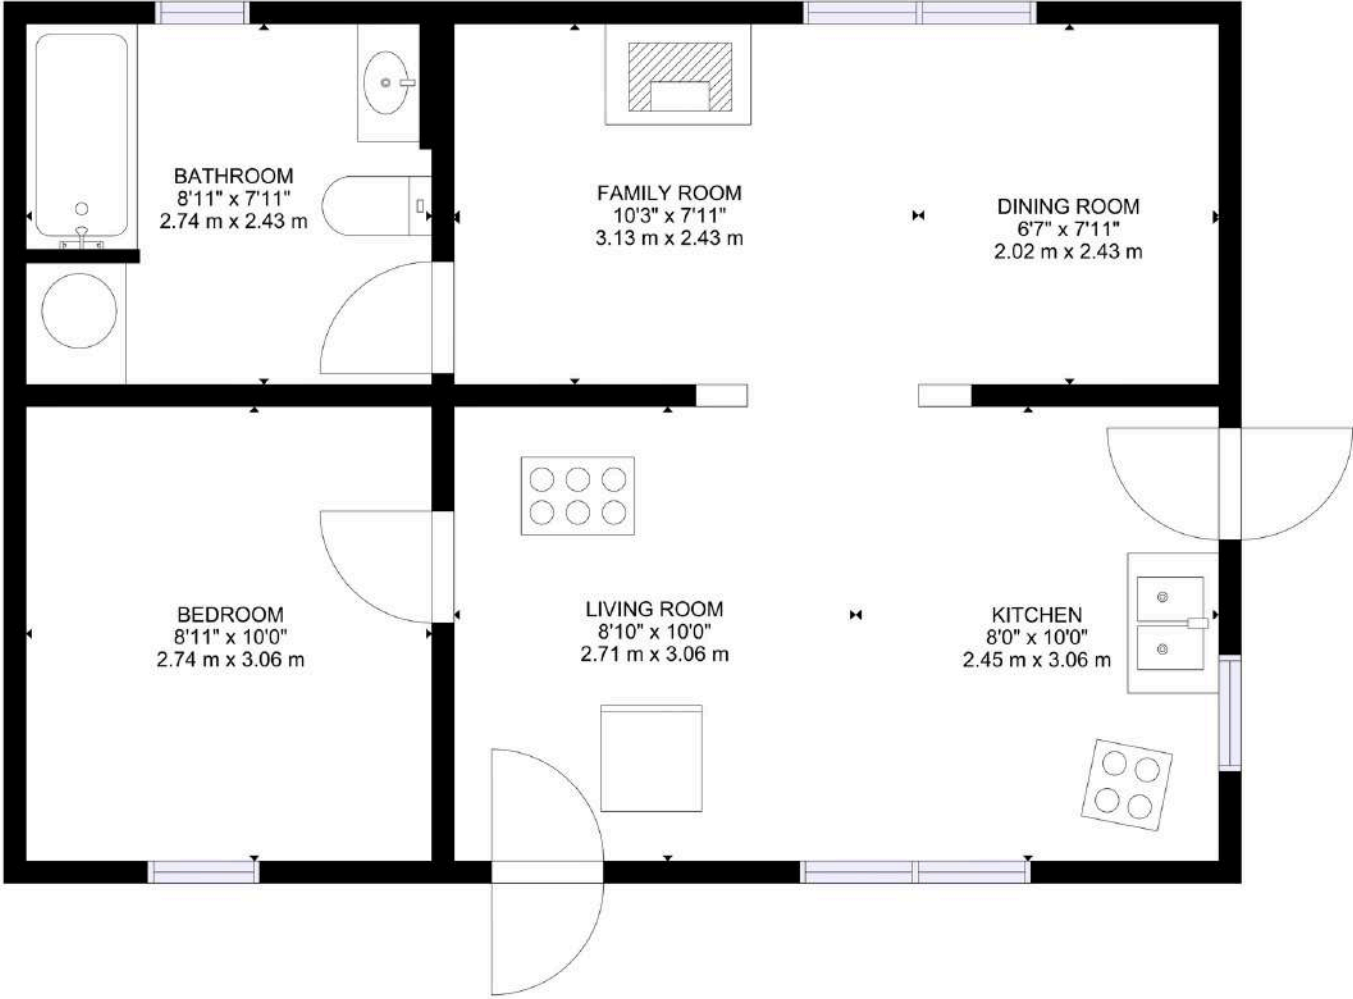 BATHROOM
8'11" x 7'11"
2.74 m x 2.43 m
FAMILY ROOM
10'3" x 7'11"
3.13 m x 2.43 m
DINING ROOM
6'7" x 7'11"
2.02 m x 2.43 m
BEDROOM
8'11" x 10'0"
2.74 m x 3.06 m
LIVING ROOM
8'10" x 10'0"
2.71 m x 3.06 m
KITCHEN
8'0" x 10'0"
2.45 m x 3.06 m